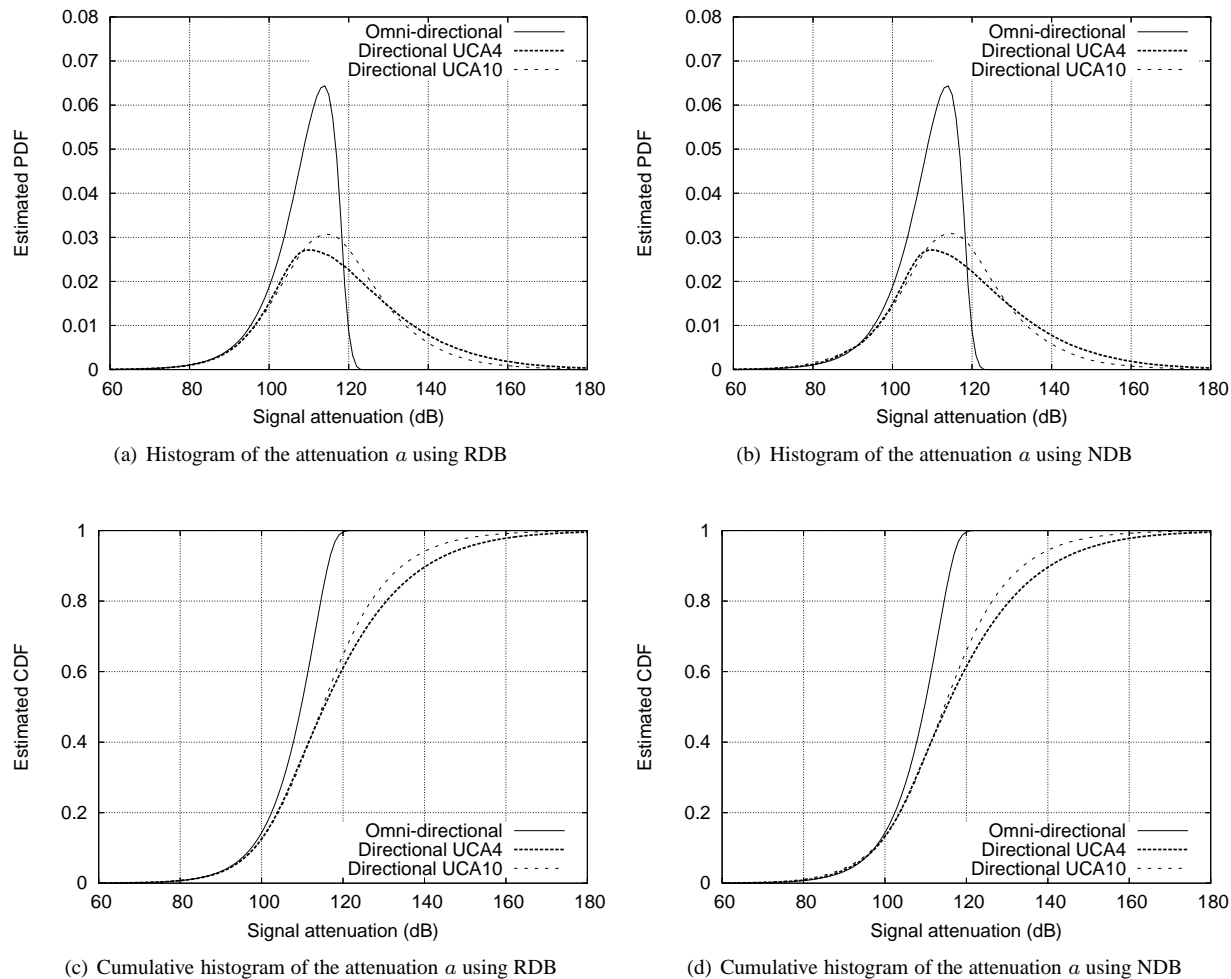 0.08
0.07
0.06
0.05
0.04
0.03
0.02
0.01
0
60 80 100 120 140 160 180
Estimated PDF
Signal attenuation (dB)
Omni-directional
Directional UCA4
Directional UCA10
(a) Histogram of the attenuation a using RDB
0.08
0.07
0.06
0.05
0.04
0.03
0.02
0.01
0
60 80 100 120 140 160 180
Estimated PDF
Signal attenuation (dB)
Omni-directional
Directional UCA4
Directional UCA10
(b) Histogram of the attenuation a using NDB
1
0.8
0.6
0.4
0.2
0
60 80 100 120 140 160 180
Estimated CDF
Signal attenuation (dB)
Omni-directional
Directional UCA4
Directional UCA10
(c) Cumulative histogram of the attenuation a using RDB
1
0.8
0.6
0.4
0.2
0
60 80 100 120 140 160 180
Estimated CDF
Signal attenuation (dB)
Omni-directional
Directional UCA4
Directional UCA10
(d) Cumulative histogram of the attenuation a using NDB